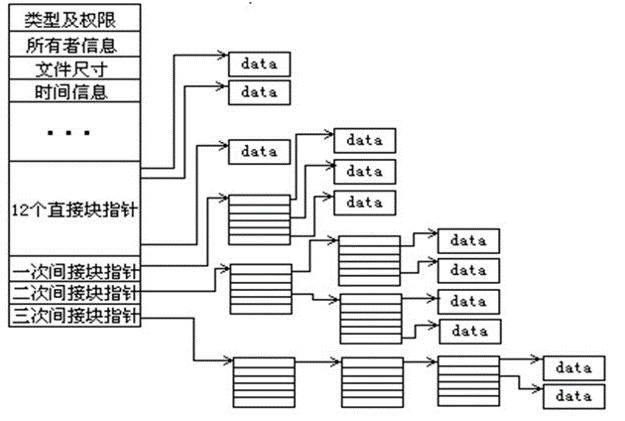 类型及权限
所有者信息
文件尺寸
时间信息
...
12个直接块指针
一次间接块指针
二次间接块指针
三次间接块指针
data
data
data
data
data
data
data
data
data
data
data
data